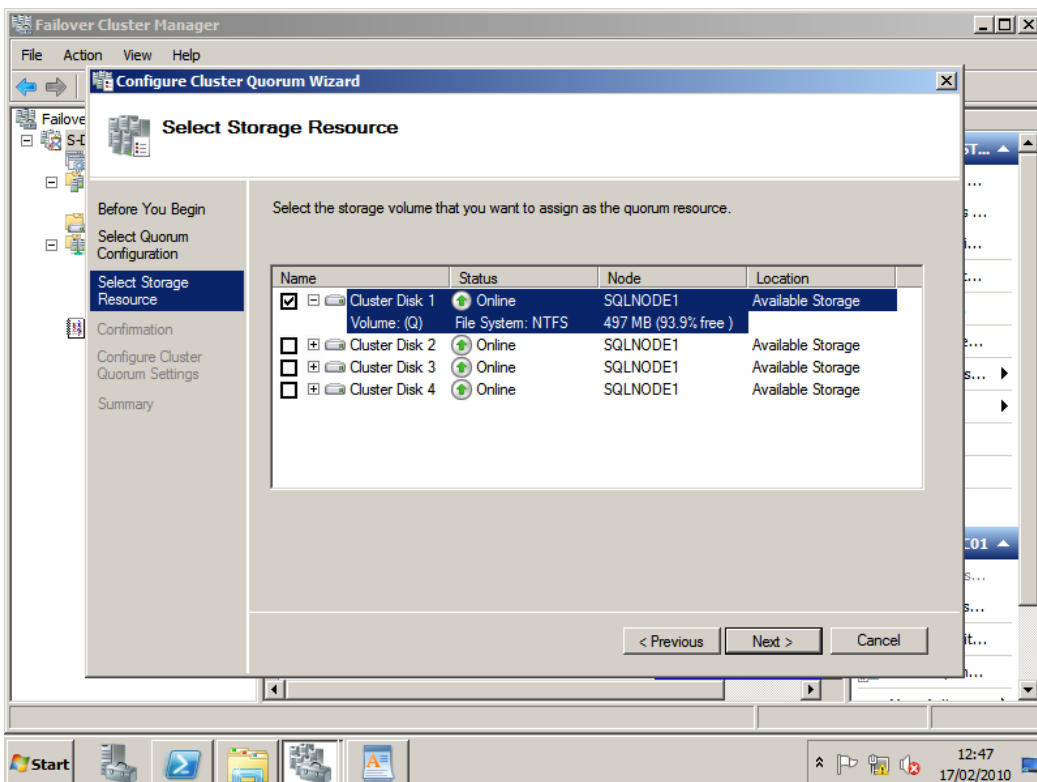 Failover Cluster Manager
File Action View Help
Configure Cluster Quorum Wizard
Select Storage Resource
Before You Begin
Select Quorum
Configuration
Select Storage
Resource
Confirmation
Configure Cluster
Quorum Settings
Summary
Select the storage volume that you want to assign as the quorum resource.
Name Status Node Location
Cluster Disk 1 Online SQLNODE1 Available Storage
Volume: (Q) File System: NTFS 497 MB (93.9% free )
Cluster Disk 2 Online SQLNODE1 Available Storage
Cluster Disk 3 Online SQLNODE1 Available Storage
Cluster Disk 4 Online SQLNODE1 Available Storage
< Previous Next > Cancel
Failove
S-D
C01
Start
12:47
17/02/2010